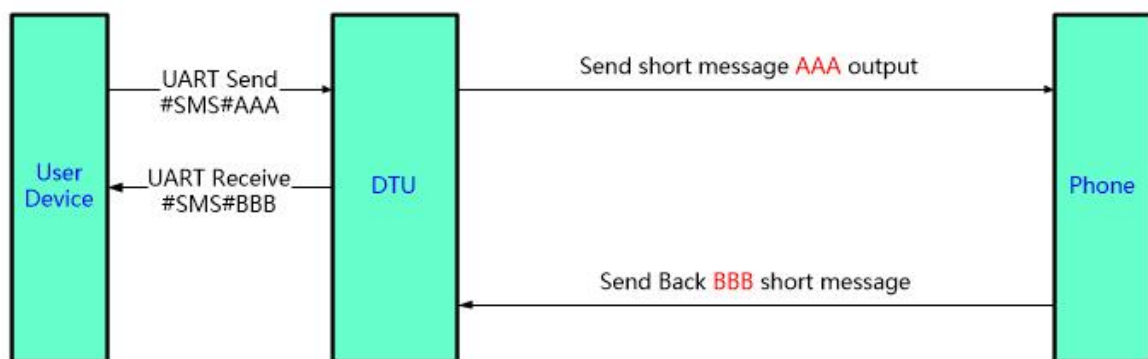 Send short message AAA output
UART Send
#SMS#AAA
User
Device
UART Receive
#SMS#BBB
DTU
Phone
Send Back BBB short message